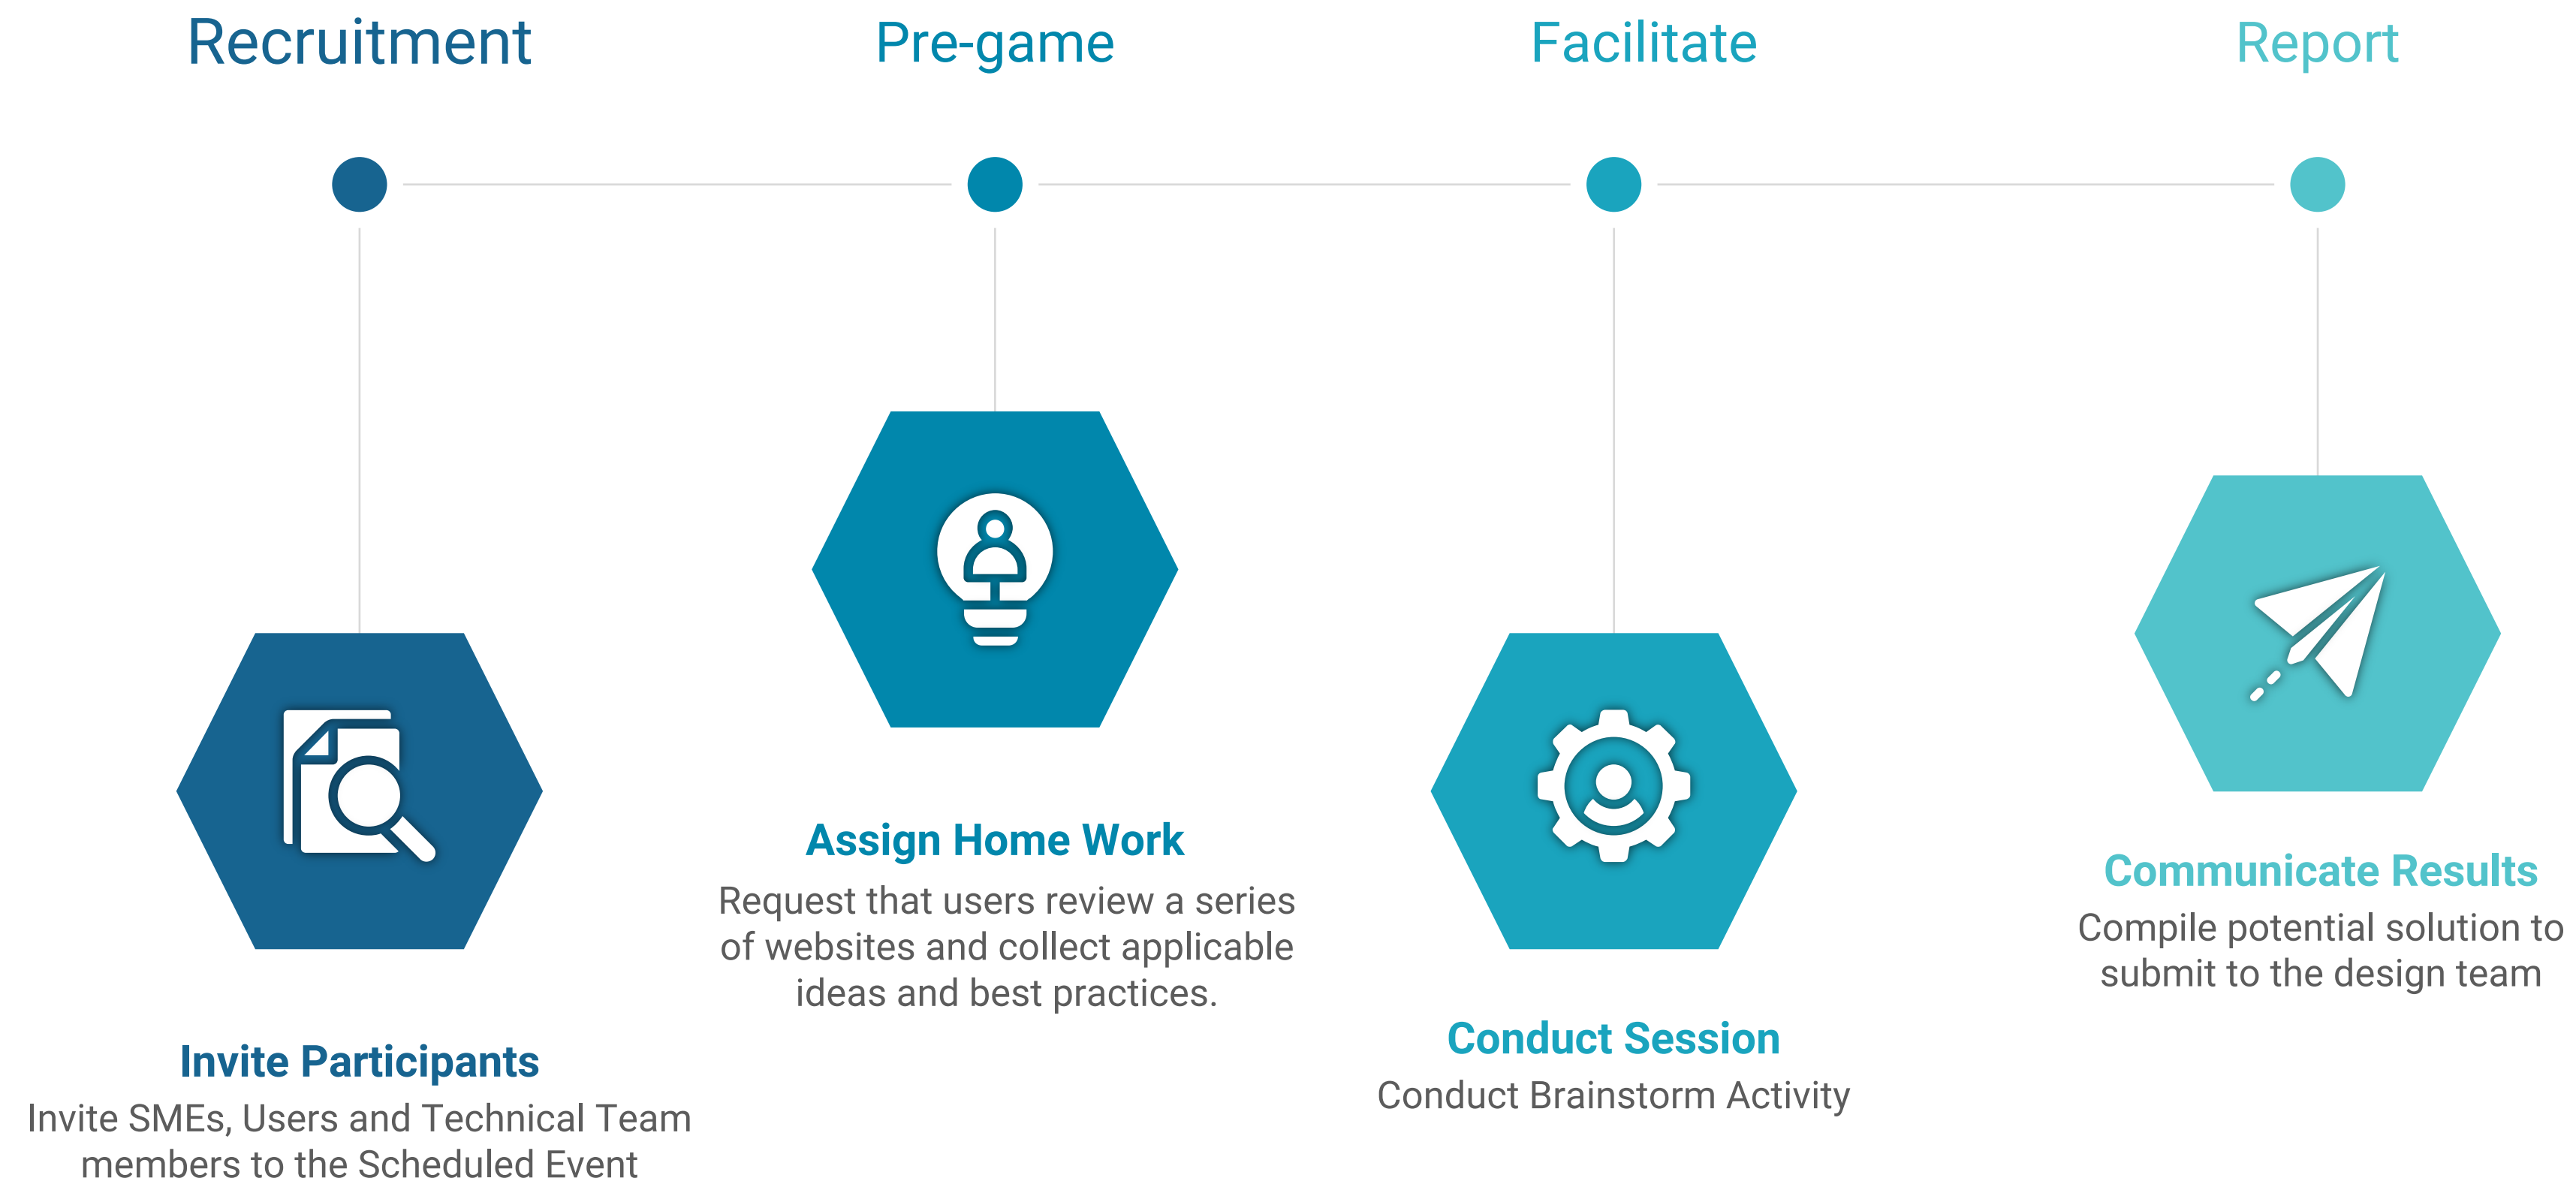 Recruitment
Pre-game
Facilitate
Report
Invite Participants
Invite SMEs, Users and Technical Team
members to the Scheduled Event
Assign Home Work
Request that users review a series
of websites and collect applicable
ideas and best practices.
Conduct Session
Conduct Brainstorm Activity
Communicate Results
Compile potential solution to
submit to the design team